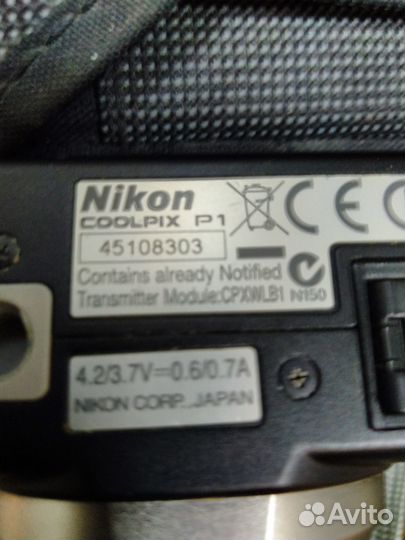 Nikon
COOLPIX P1
45108303
Contains already Notified
Transmitter Module:CPXWLB1 N150
CE
4.2/3.7V=0.6/0.7A
NIKON CORP. JAPAN
Avito